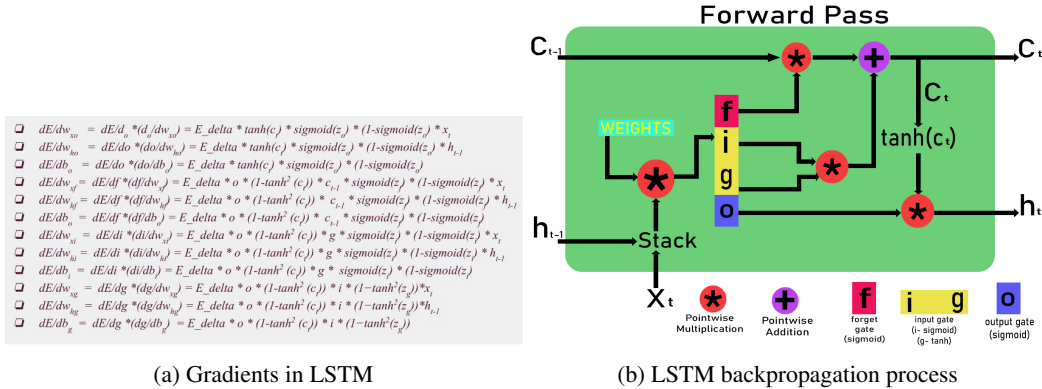 ❑ dE/dw_xo = dE/d_o *(d_o/dw_xo) = E_delta * tanh(c_t) * sigmoid(z_o) * (1-sigmoid(z_o) * x_t
❑ dE/dw_ho = dE/do *(do/dw_ho) = E_delta * tanh(c_t) * sigmoid(z_o) * (1-sigmoid(z_o) * h_t-1
❑ dE/db_o = dE/do *(do/db_o) = E_delta * tanh(c_t) * sigmoid(z_o) * (1-sigmoid(z_o)
❑ dE/dw_xf = dE/df *(df/dw_xf) = E_delta * o * (1-tanh² (c_t)) * c_t-1 * sigmoid(z_f) * (1-sigmoid(z_f) * x_t
❑ dE/dw_hf = dE/df *(df/dw_hf) = E_delta * o * (1-tanh² (c_t)) * c_t-1 * sigmoid(z_f) * (1-sigmoid(z_f) * h_t-1
❑ dE/db_o = dE/df *(df/db_o) = E_delta * o * (1-tanh² (c_t)) * c_t-1 * sigmoid(z_f) * (1-sigmoid(z_f)
❑ dE/dw_xi = dE/di *(di/dw_xi) = E_delta * o * (1-tanh² (c_t)) * g * sigmoid(z_i) * (1-sigmoid(z_i) * x_t
❑ dE/dw_hi = dE/di *(di/dw_hi) = E_delta * o * (1-tanh² (c_t)) * g * sigmoid(z_i) * (1-sigmoid(z_i) * h_t-1
❑ dE/db_i = dE/di *(di/db_i) = E_delta * o * (1-tanh² (c_t)) * g * sigmoid(z_i) * (1-sigmoid(z_i)
❑ dE/dw_xg = dE/dg *(dg/dw_xg) = E_delta * o * (1-tanh² (c_t)) * i * (1−tanh²(z_g))*x_t
❑ dE/dw_hg = dE/dg *(dg/dw_hg) = E_delta * o * (1-tanh² (c_t)) * i * (1−tanh²(z_g))*h_t-1
❑ dE/db_g = dE/dg *(dg/db_g) = E_delta * o * (1-tanh² (c_t)) * i * (1−tanh²(z_g))
(a) Gradients in LSTM
Forward Pass
C t-1
* +
C t
C t
f
WEIGHTS
i
tanh(c t)
*
g
*
o
*
h t
h t-1
Stack
X t
*
Pointwise
Multiplication
+
Pointwise
Addition
f
forget
gate
(sigmoid)
i g
input gate
(i- sigmoid)
(g- tanh)
o
output gate
(sigmoid)
(b) LSTM backpropagation process